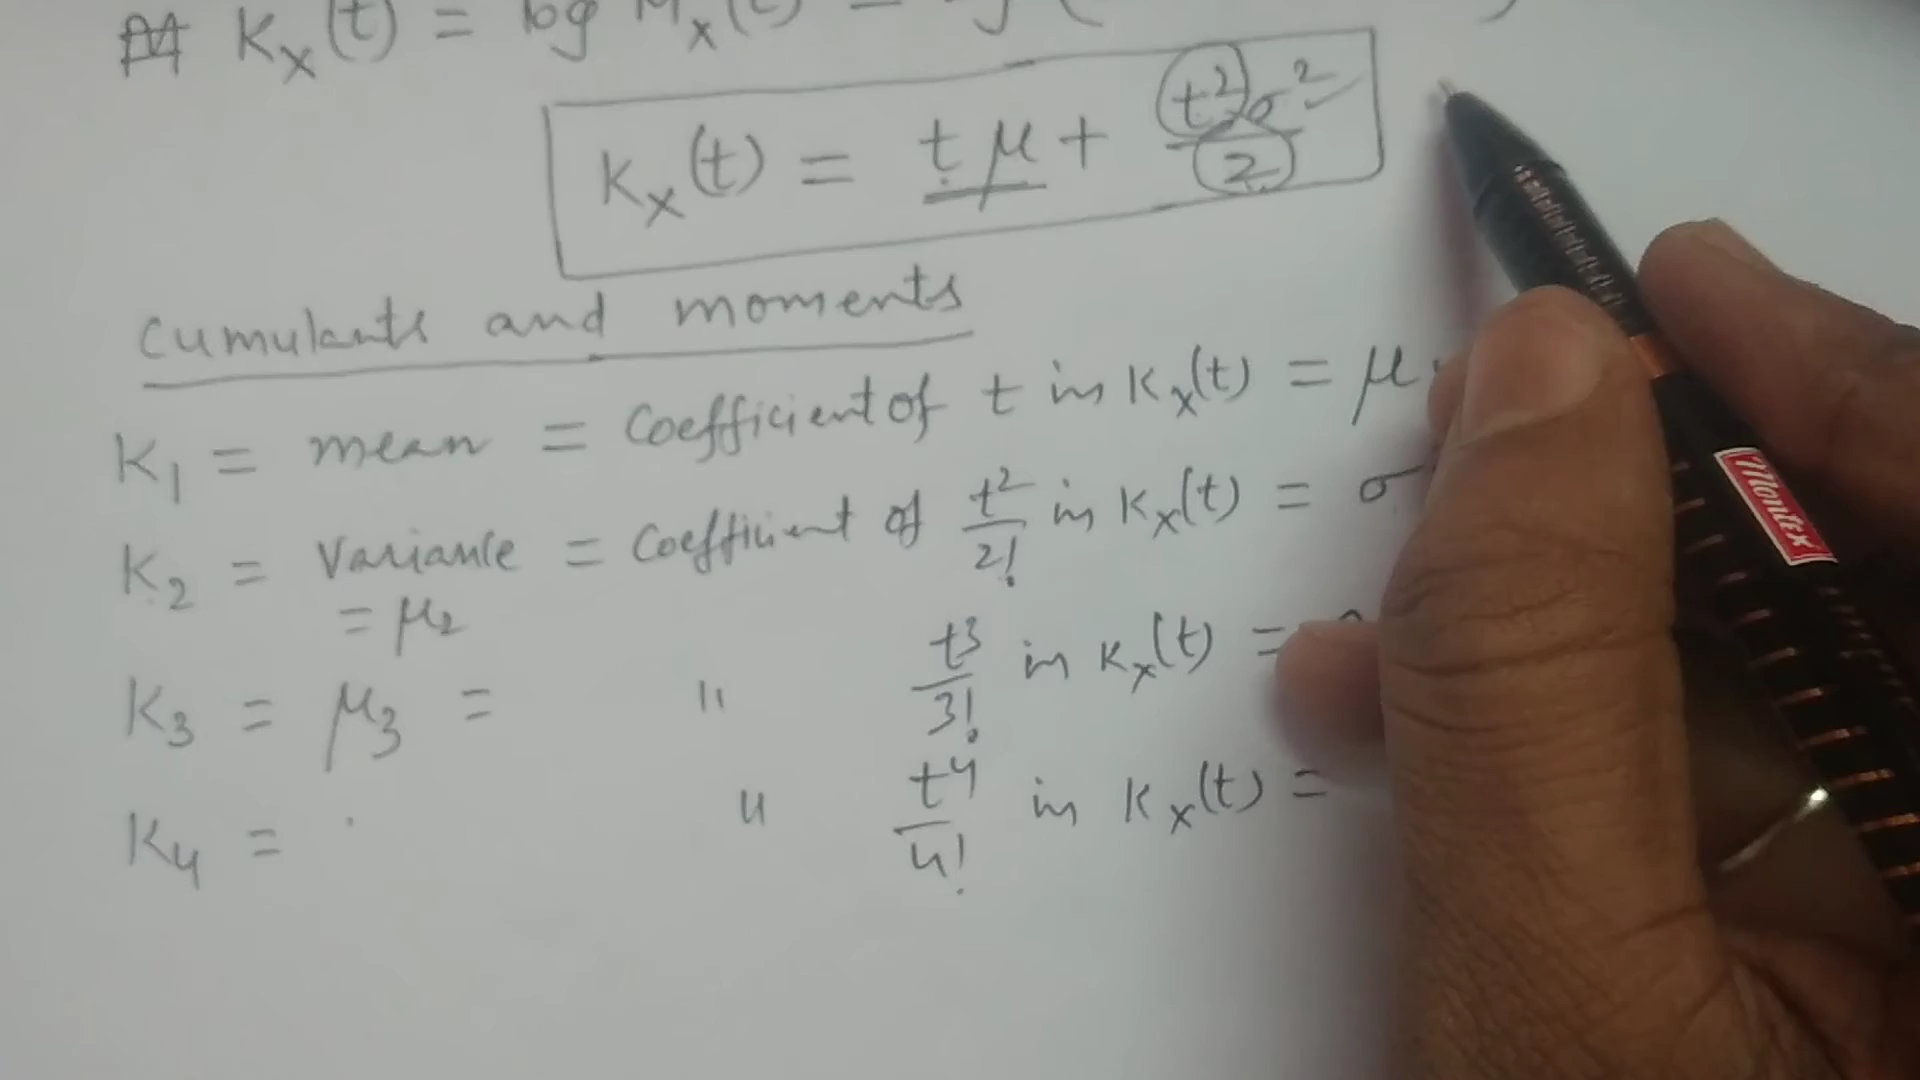 Kx(t) = log Mx(t) =
Kx(t) = tμ + t²σ²/2
Cumulants and moments
K1 = mean = Coefficient of t in Kx(t) = μ
K2 = Variance = Coefficient of t²/2! in Kx(t) = σ
= μ2
K3 = μ3 = " t³/3! in Kx(t) =
K4 = " t⁴/4! in Kx(t) =
Montex